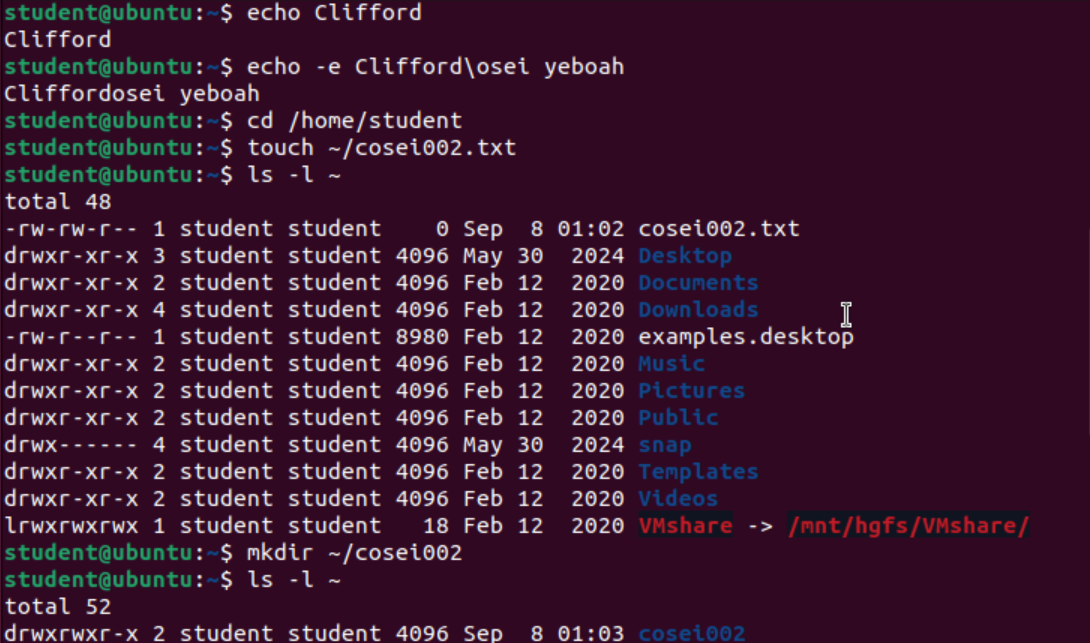 student@ubuntu:~$ echo Clifford
Clifford
student@ubuntu:~$ echo -e Clifford\osei yeboah
Cliffordosei yeboah
student@ubuntu:~$ cd /home/student
student@ubuntu:~$ touch ~/cosei002.txt
student@ubuntu:~$ ls -l ~
total 48
-rw-rw-r-- 1 student student    0 Sep  8 01:02 cosei002.txt
drwxr-xr-x 3 student student 4096 May 30  2024 Desktop
drwxr-xr-x 2 student student 4096 Feb 12  2020 Documents
drwxr-xr-x 4 student student 4096 Feb 12  2020 Downloads
-rw-r--r-- 1 student student 8980 Feb 12  2020 examples.desktop
drwxr-xr-x 2 student student 4096 Feb 12  2020 Music
drwxr-xr-x 2 student student 4096 Feb 12  2020 Pictures
drwxr-xr-x 2 student student 4096 Feb 12  2020 Public
drwx------ 4 student student 4096 May 30  2024 snap
drwxr-xr-x 2 student student 4096 Feb 12  2020 Templates
drwxr-xr-x 2 student student 4096 Feb 12  2020 Videos
lrwxrwxrwx 1 student student   18 Feb 12  2020 VMshare -> /mnt/hgfs/VMshare/
student@ubuntu:~$ mkdir ~/cosei002
student@ubuntu:~$ ls -l ~
total 52
drwxrwxr-x 2 student student 4096 Sep  8 01:03 cosei002